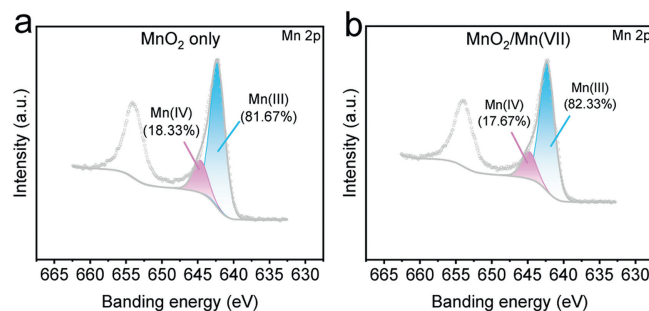 a
MnO₂ only
Mn 2p
Mn(IV)
(18.33%)
Mn(III)
(81.67%)
Intensity (a.u.)
665 660 655 650 645 640 635 630
Banding energy (eV)
b
MnO₂/Mn(VII)
Mn 2p
Mn(IV)
(17.67%)
Mn(III)
(82.33%)
Intensity (a.u.)
665 660 655 650 645 640 635 630
Banding energy (eV)